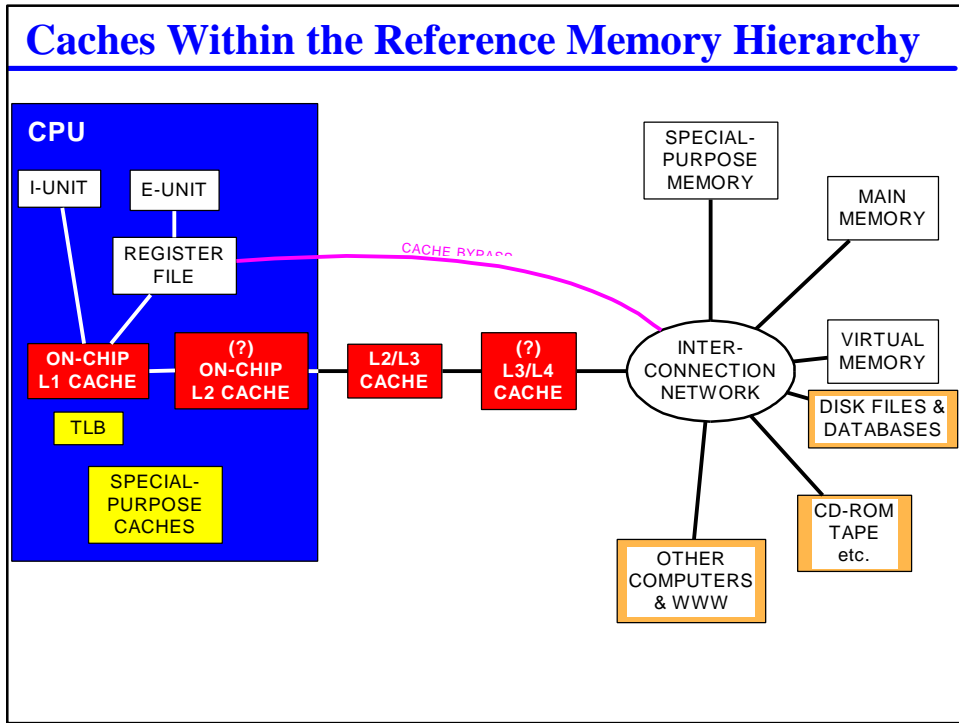 Caches Within the Reference Memory Hierarchy
CPU
I-UNIT
E-UNIT
REGISTER
FILE
ON-CHIP
L1 CACHE
(?)
ON-CHIP
L2 CACHE
TLB
SPECIAL-
PURPOSE
CACHES
CACHE BYPASS
L2/L3
CACHE
(?)
L3/L4
CACHE
INTER-
CONNECTION
NETWORK
SPECIAL-
PURPOSE
MEMORY
MAIN
MEMORY
VIRTUAL
MEMORY
DISK FILES &
DATABASES
CD-ROM
TAPE
etc.
OTHER
COMPUTERS
& WWW